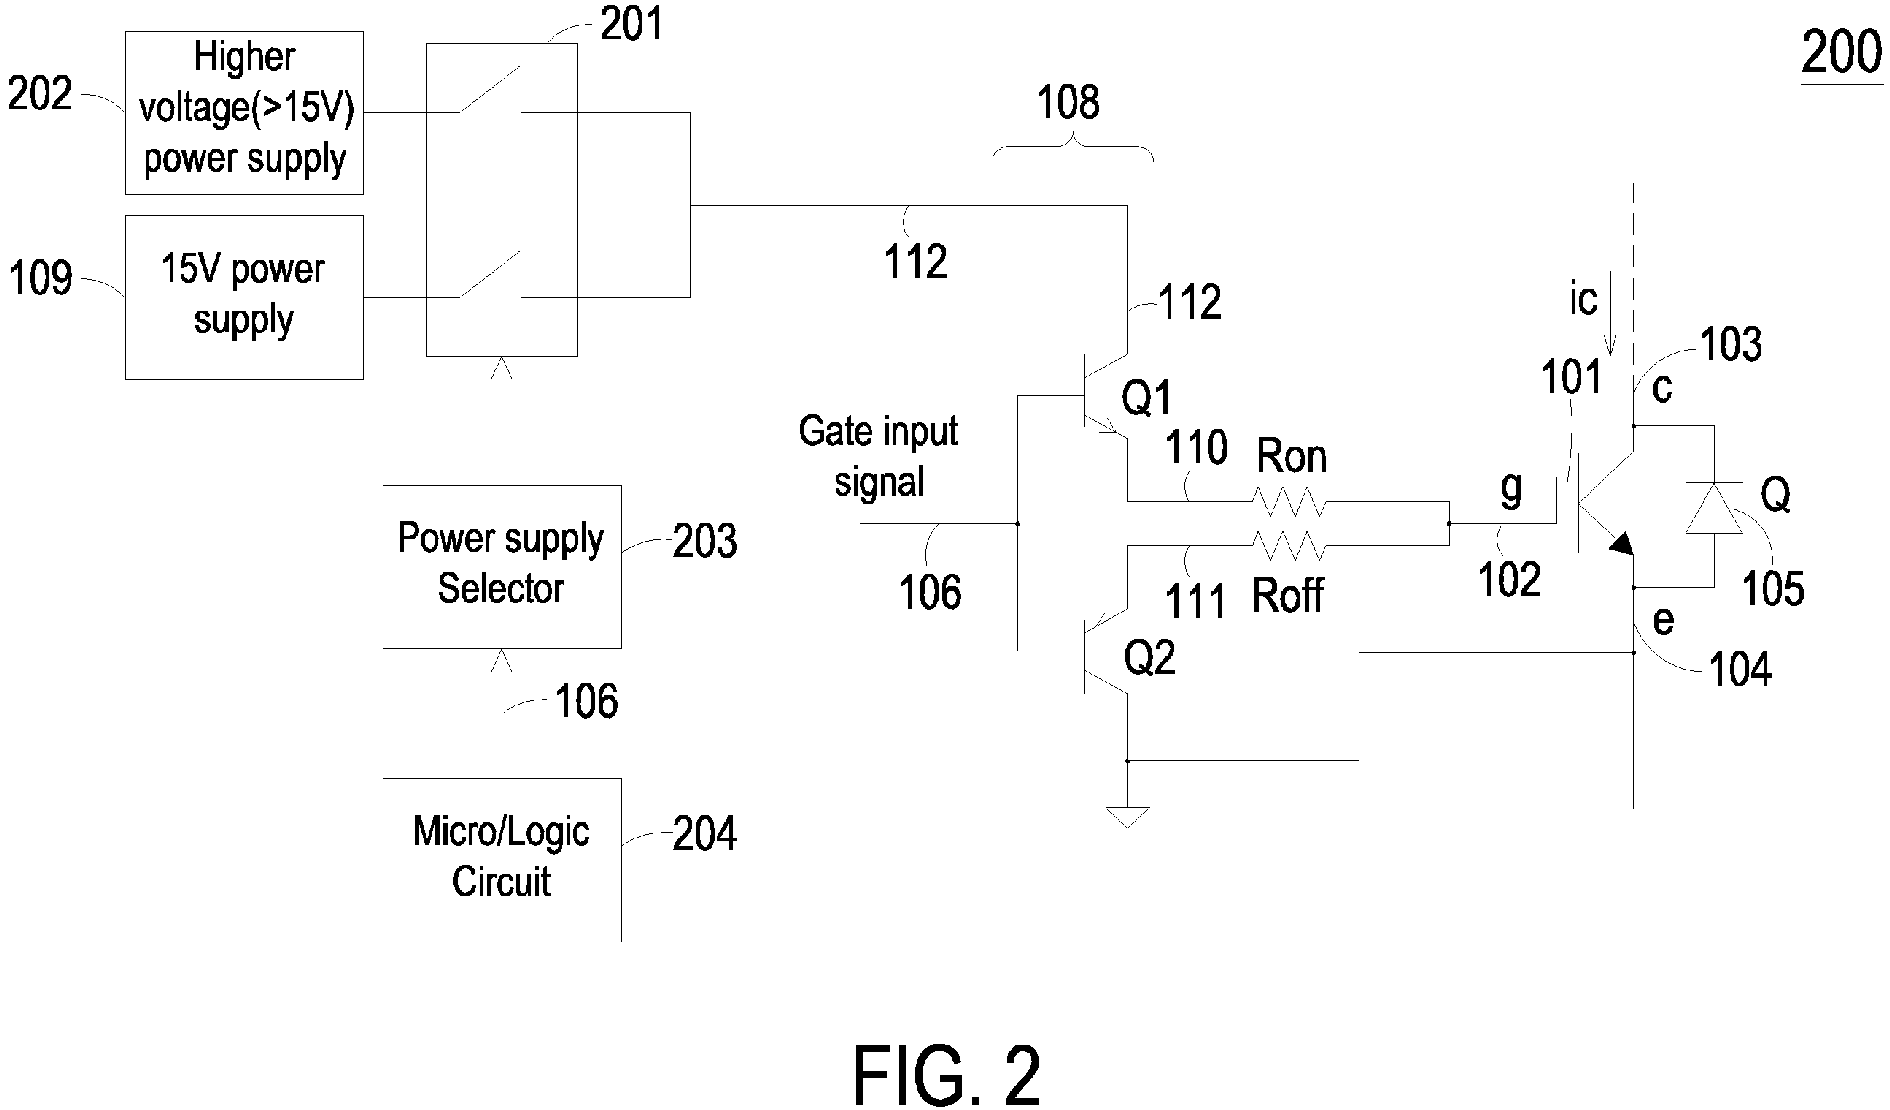 200
201
202
Higher
voltage(>15V)
power supply
109
15V power
supply
108
112
112
ic
103
c
101
Q1
Gate input
signal
106
110
Ron
g
102
Q
105
111
Roff
e
104
Q2
Power supply
Selector
203
106
Micro/Logic
Circuit
204
FIG. 2